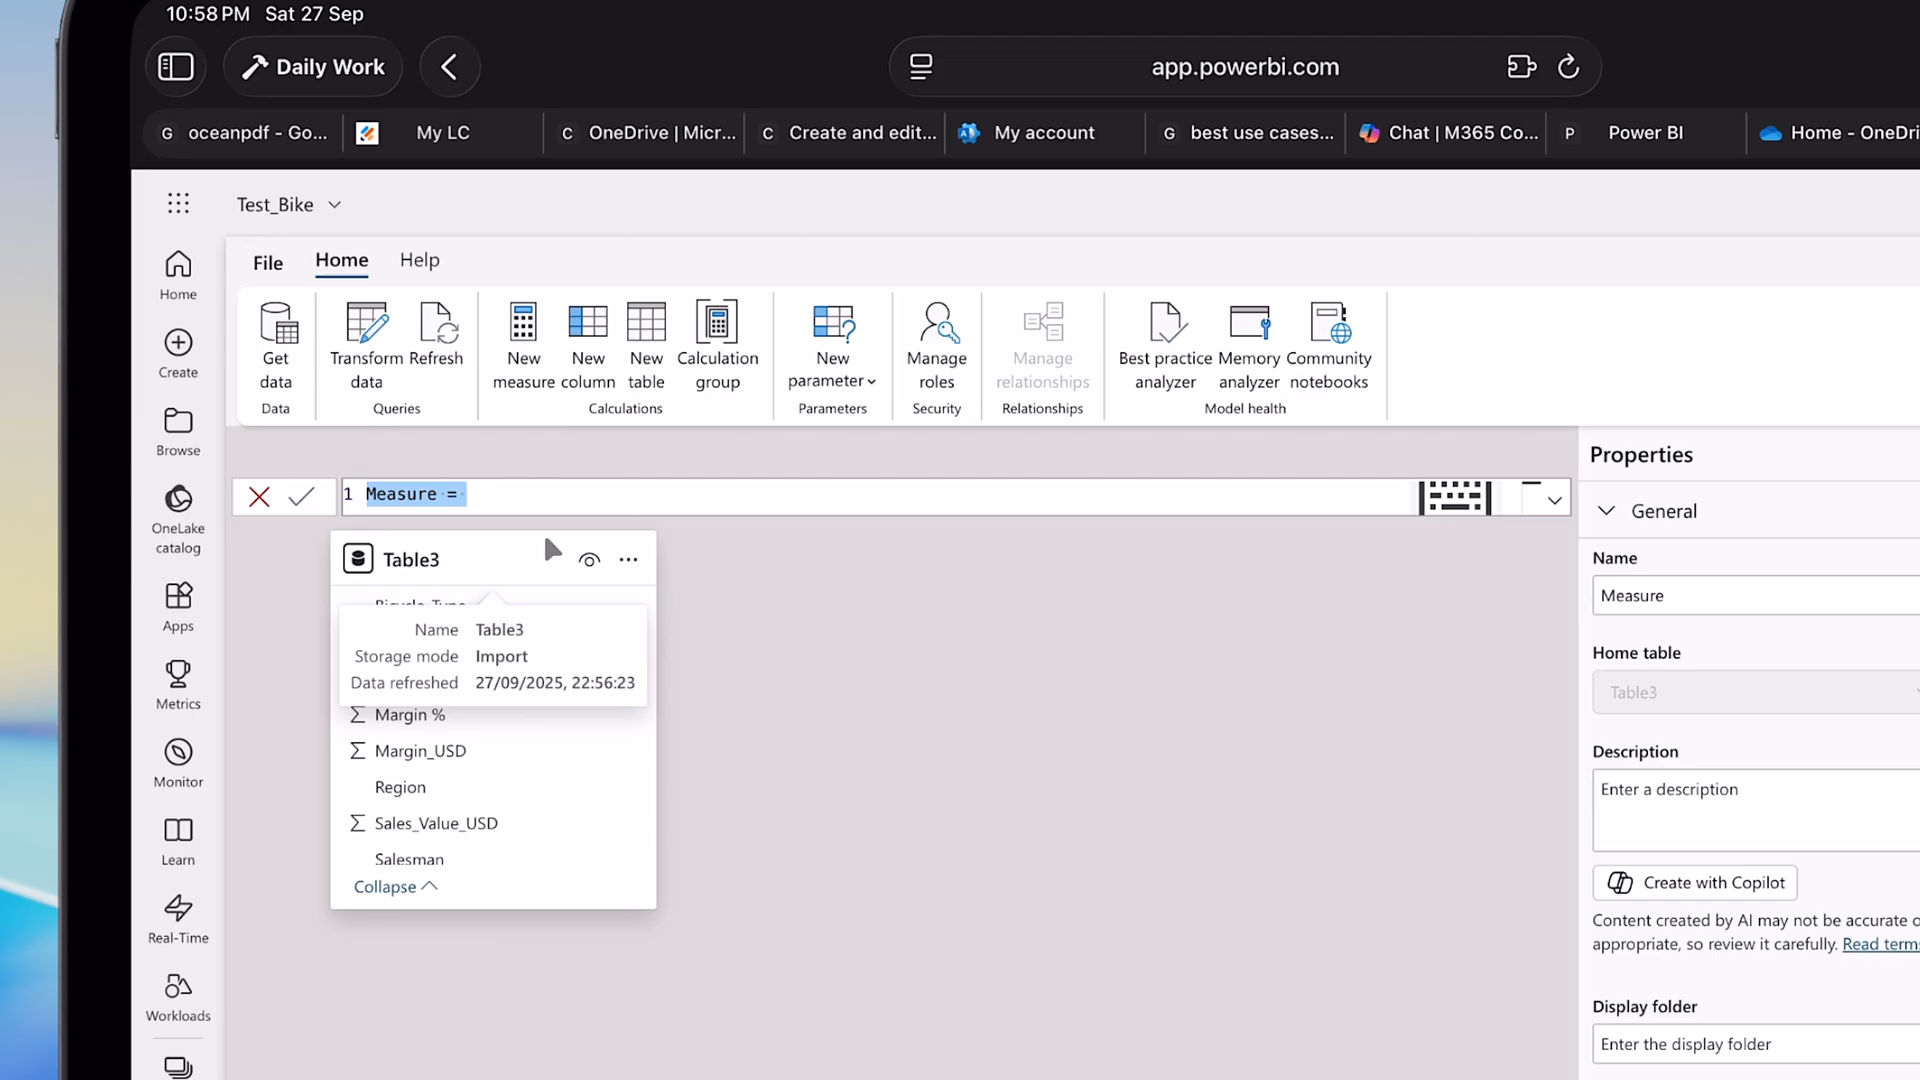 10:58 PM Sat 27 Sep
Daily Work
app.powerbi.com
G oceanpdf - Go...
My LC
C OneDrive | Micr...
C Create and edit...
My account
G best use cases...
Chat | M365 Co...
P Power BI
Home - OneDri
Test_Bike
File Home Help
Get data
Transform data
Refresh
New measure
New column
New table
Calculation group
New parameter
Manage roles
Manage relationships
Best practice analyzer
Memory analyzer
Community notebooks
Data
Queries
Calculations
Parameters
Security
Relationships
Model health
Home
Create
Browse
OneLake catalog
Apps
Metrics
Monitor
Learn
Real-Time
Workloads
1 Measure =
Table3
Bicycle_Type
Name Table3
Storage mode Import
Data refreshed 27/09/2025, 22:56:23
Margin %
Margin_USD
Region
Sales_Value_USD
Salesman
Collapse
Properties
General
Name
Measure
Home table
Table3
Description
Enter a description
Create with Copilot
Content created by AI may not be accurate o
appropriate, so review it carefully. Read terms
Display folder
Enter the display folder